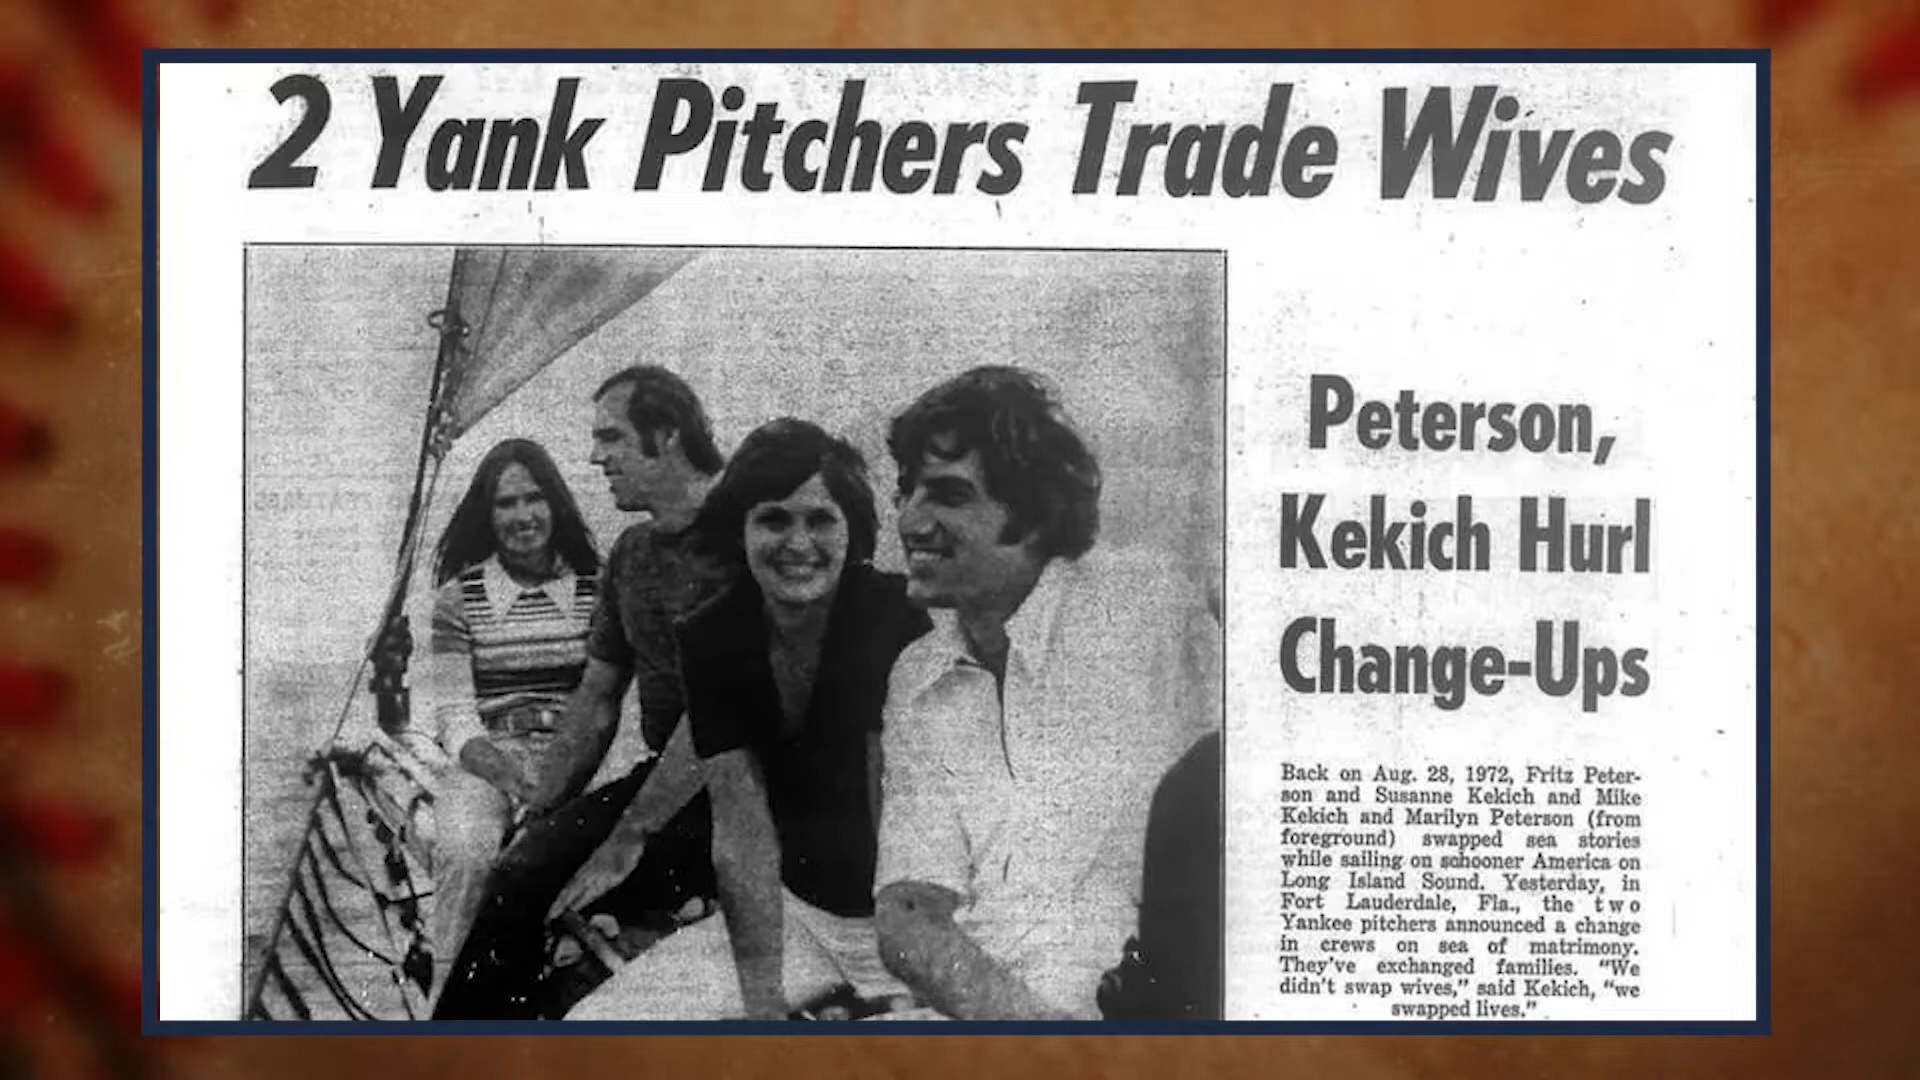 2 Yank Pitchers Trade Wives
Peterson,
Kekich Hurl
Change-Ups
Back on Aug. 28, 1972, Fritz Peter-
son and Susanne Kekich and Mike
Kekich and Marilyn Peterson (from
foreground) swapped sea stories
while sailing on schooner America on
Long Island Sound. Yesterday, in
Fort Lauderdale, Fla., the two
Yankee pitchers announced a change
in crews on sea of matrimony.
They've exchanged families. "We
didn't swap wives," said Kekich, "we
swapped lives."